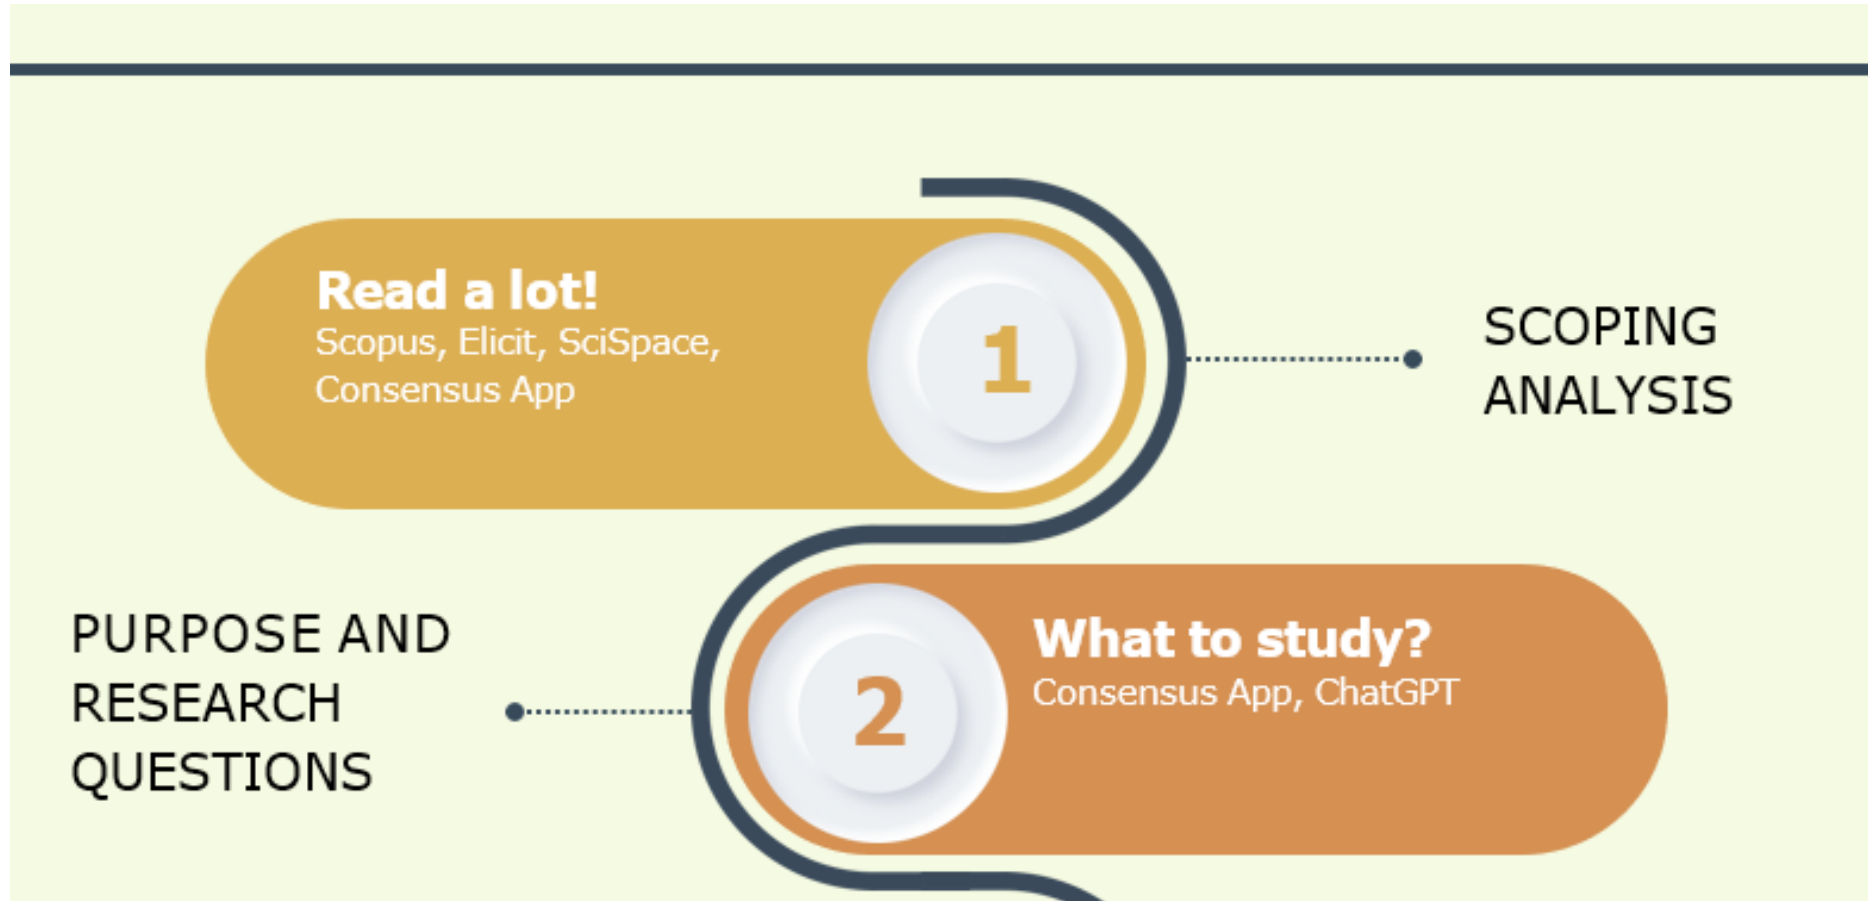 Read a lot!
Scopus, Elicit, SciSpace,
Consensus App
1
SCOPING
ANALYSIS
PURPOSE AND
RESEARCH
QUESTIONS
2
What to study?
Consensus App, ChatGPT